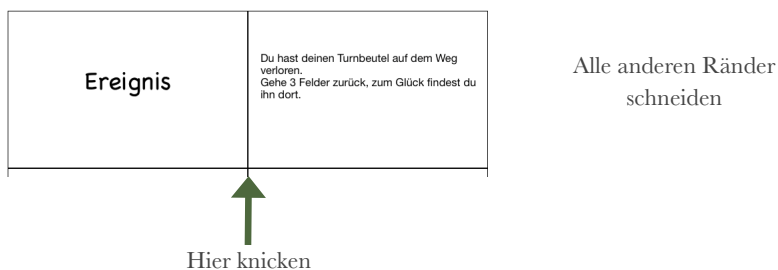 Ereignis
Du hast deinen Turnbeutel auf dem Weg
verloren.
Gehe 3 Felder zurück, zum Glück findest du
ihn dort.
Alle anderen Ränder
schneiden
Hier knicken